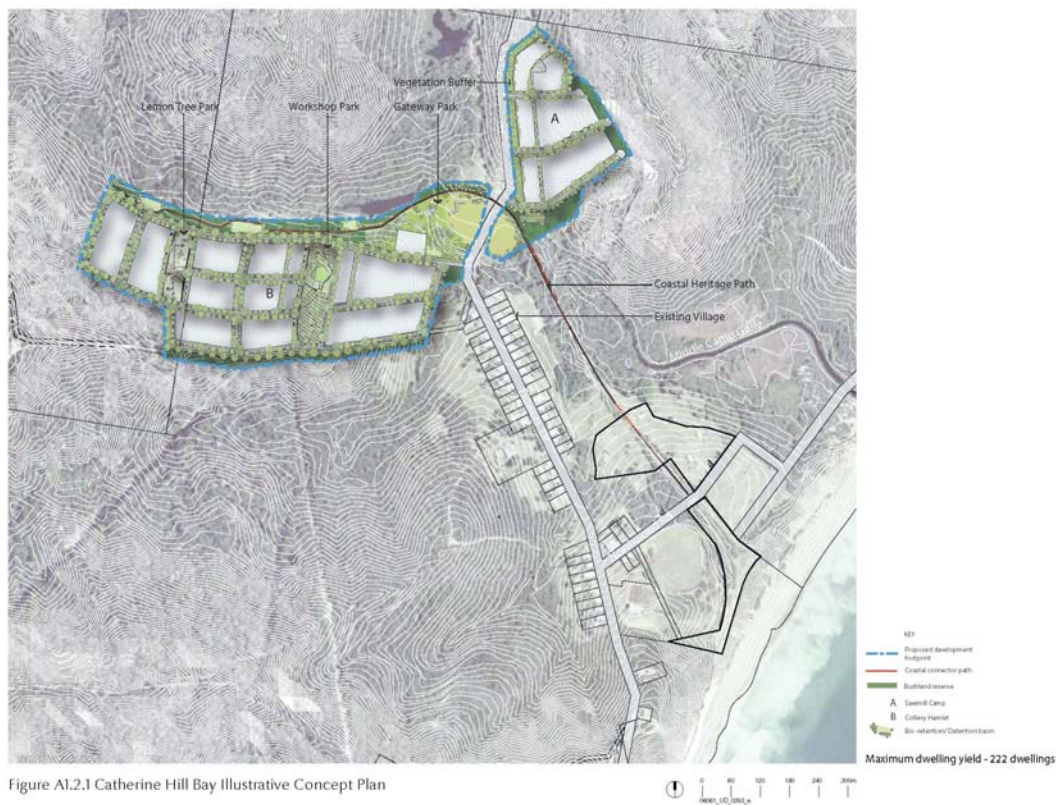 Vegetation Buffer
Lemon Tree Park
Workshop Park
Gateway Park
A
B
Coastal Heritage Path
Existing Village
Middle Camp
KEY
Proposed development
footprint
Coastal connector path
Bushland reserve
A Sawmill Camp
B Colliery Hamlet
Bio-retention/ Detention basin
Maximum dwelling yield - 222 dwellings
Figure A1.2.1 Catherine Hill Bay Illustrative Concept Plan
0 60 120 180 240 300m